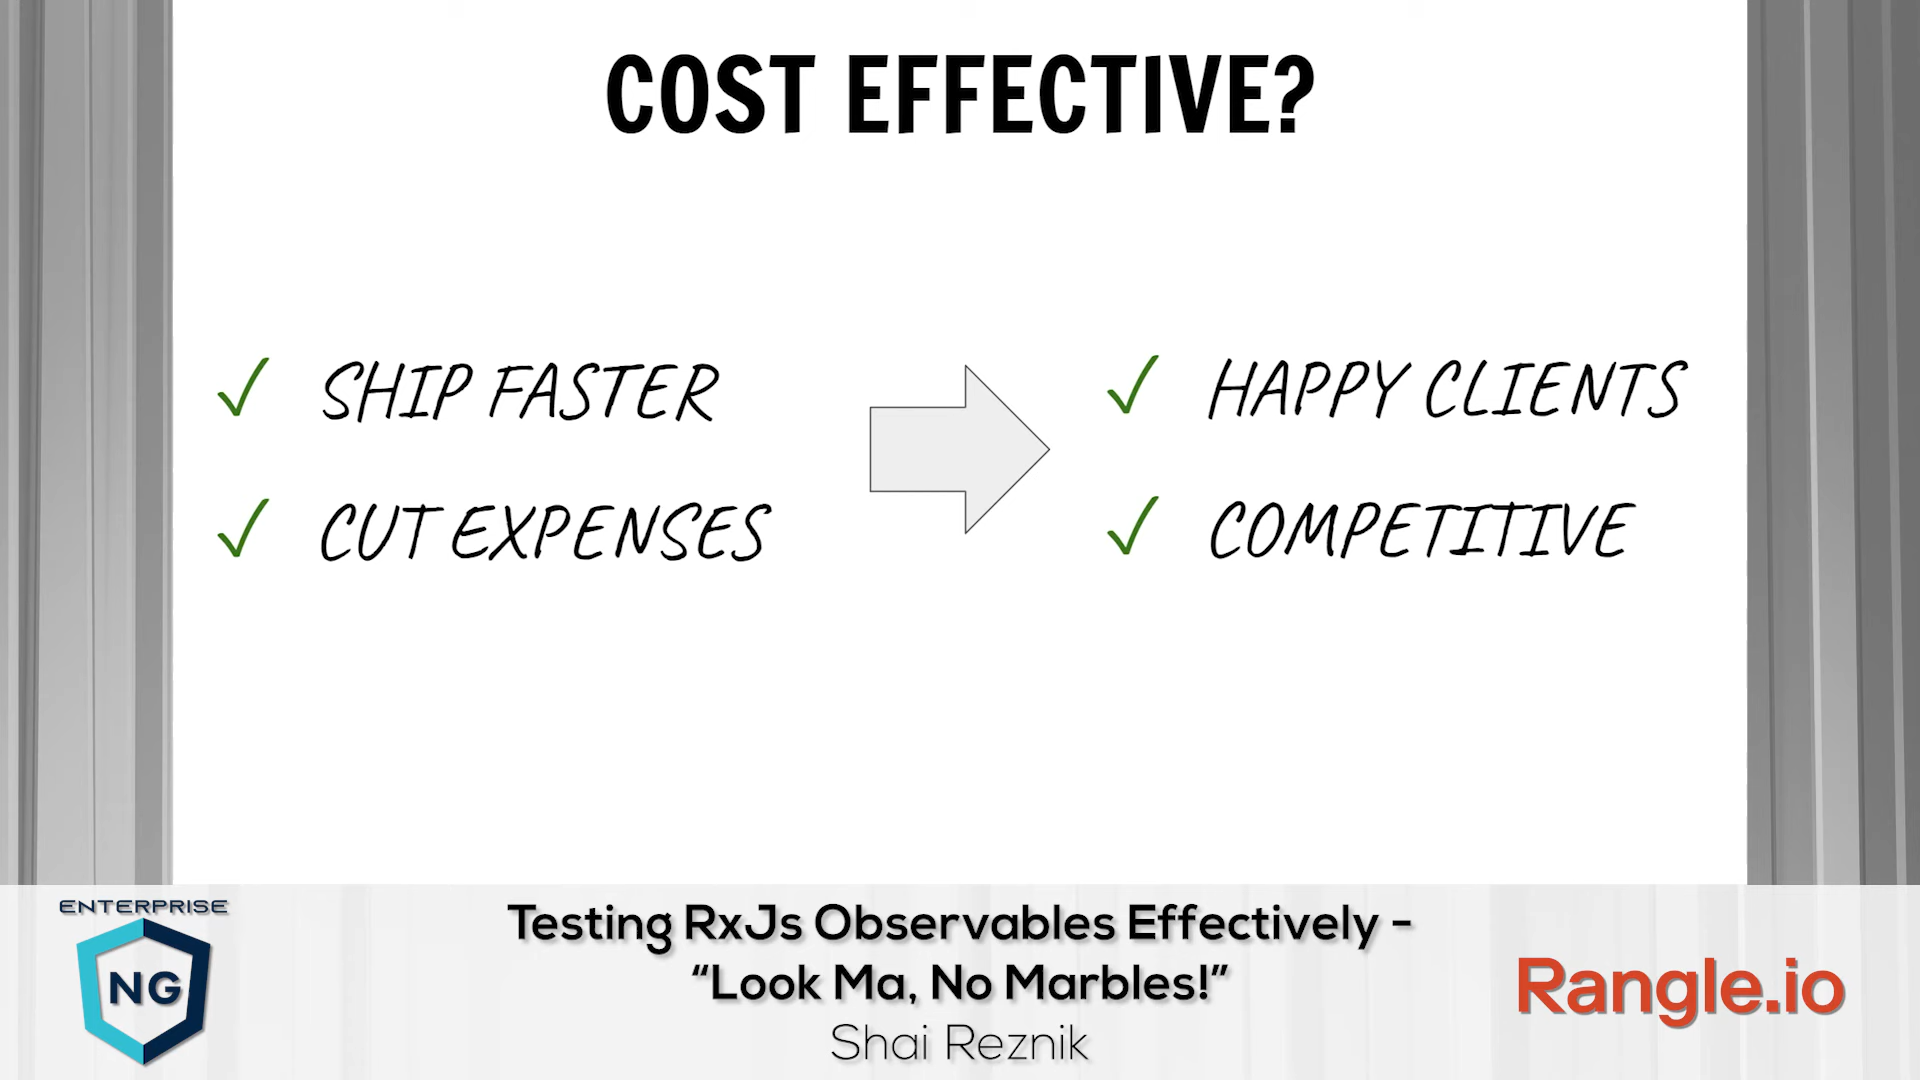 COST EFFECTIVE?
✓ SHIP FASTER
✓ CUT EXPENSES
✓ HAPPY CLIENTS
✓ COMPETITIVE
ENTERPRISE
NG
Testing RxJs Observables Effectively -
“Look Ma, No Marbles!”
Shai Reznik
Rangle.io